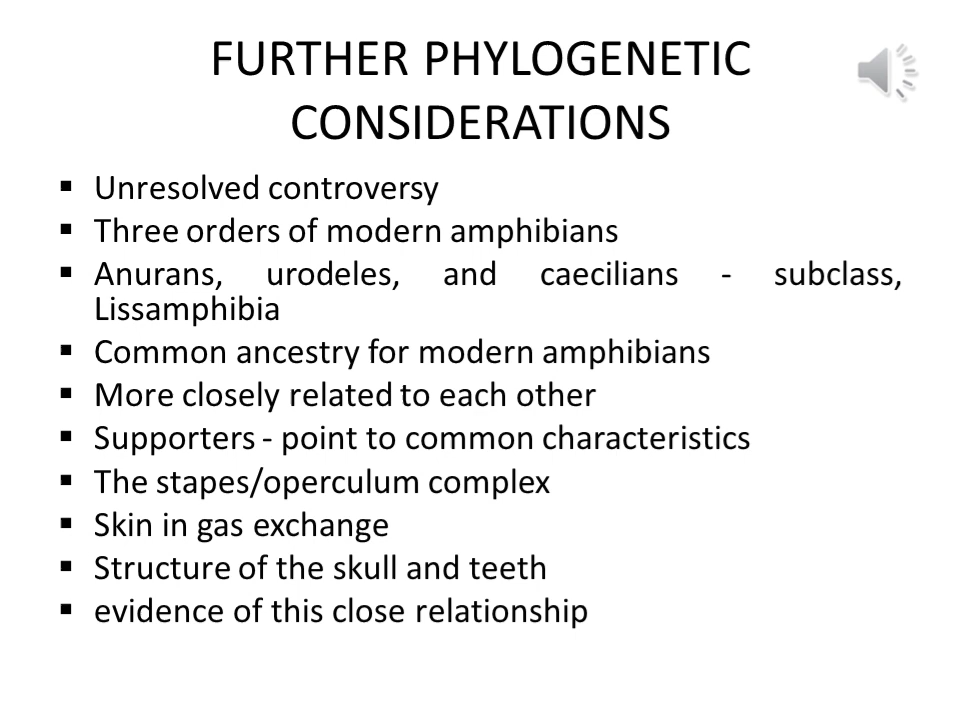 FURTHER PHYLOGENETIC
CONSIDERATIONS
▪ Unresolved controversy
▪ Three orders of modern amphibians
▪ Anurans, urodeles, and caecilians - subclass,
Lissamphibia
▪ Common ancestry for modern amphibians
▪ More closely related to each other
▪ Supporters - point to common characteristics
▪ The stapes/operculum complex
▪ Skin in gas exchange
▪ Structure of the skull and teeth
▪ evidence of this close relationship